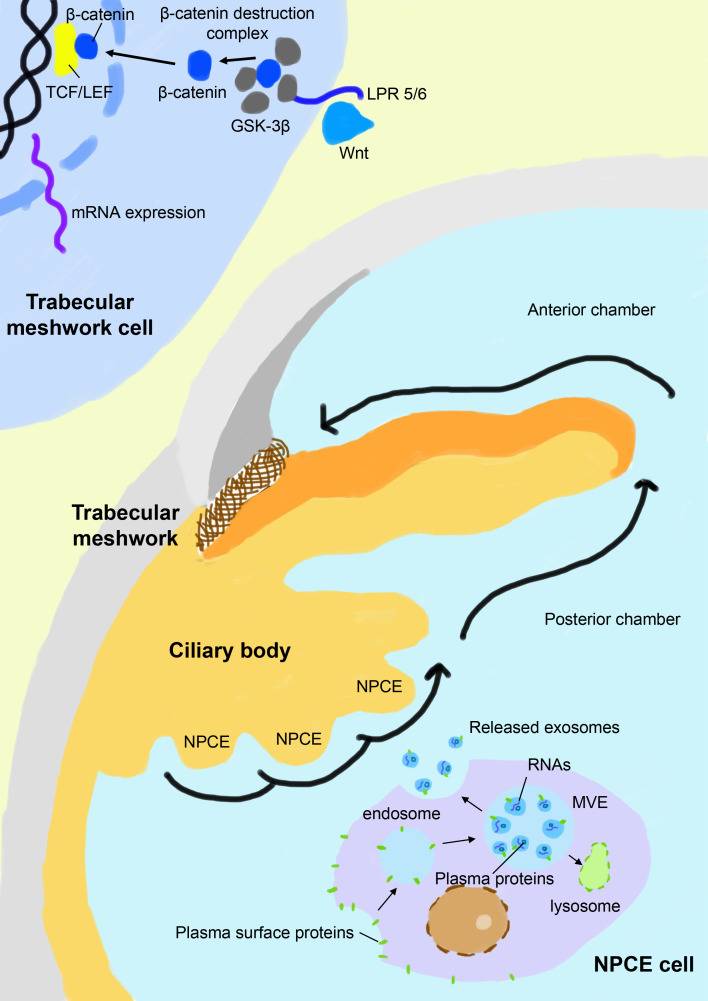 β-catenin
β-catenin destruction
complex
TCF/LEF
β-catenin
LPR 5/6
GSK-3β
Wnt
mRNA expression
Trabecular
meshwork cell
Anterior chamber
Trabecular
meshwork
Posterior chamber
Ciliary body
NPCE
NPCE
NPCE
Released exosomes
RNAs
MVE
endosome
Plasma proteins
lysosome
Plasma surface proteins
NPCE cell